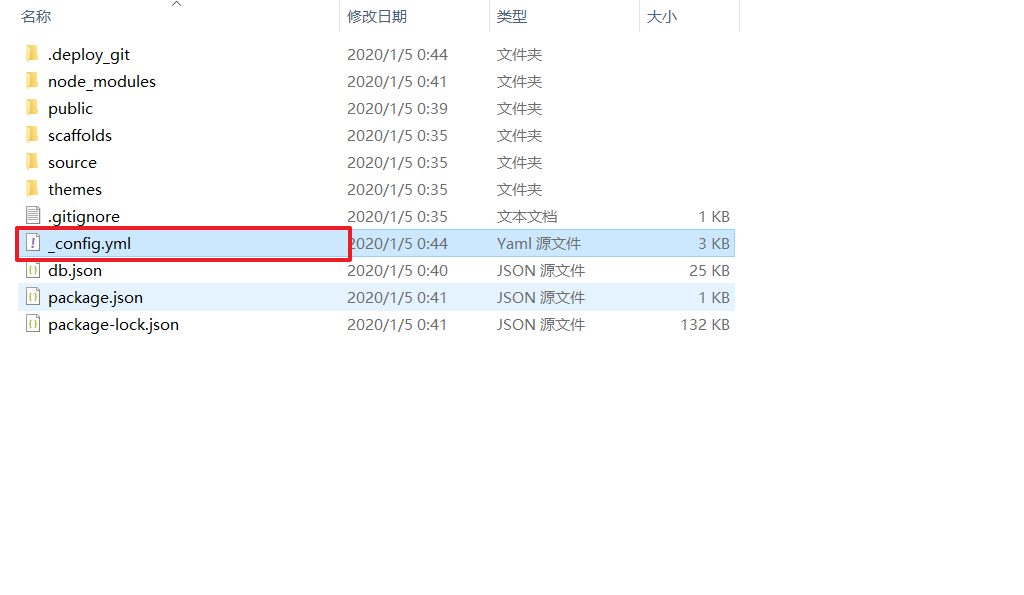 名称 修改日期 类型 大小
.deploy_git 2020/1/5 0:44 文件夹
node_modules 2020/1/5 0:41 文件夹
public 2020/1/5 0:39 文件夹
scaffolds 2020/1/5 0:35 文件夹
source 2020/1/5 0:35 文件夹
themes 2020/1/5 0:35 文件夹
.gitignore 2020/1/5 0:35 文本文档 1 KB
_config.yml 2020/1/5 0:44 Yaml 源文件 3 KB
db.json 2020/1/5 0:40 JSON 源文件 25 KB
package.json 2020/1/5 0:41 JSON 源文件 1 KB
package-lock.json 2020/1/5 0:41 JSON 源文件 132 KB